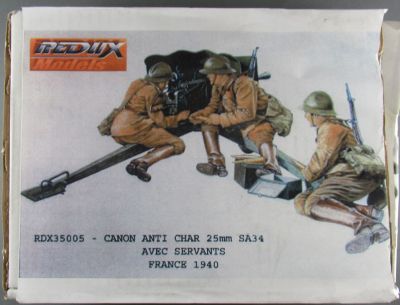 REDUX
Models
RDX35005 - CANON ANTI CHAR 25mm SA34
AVEC SERVANTS
FRANCE 1940